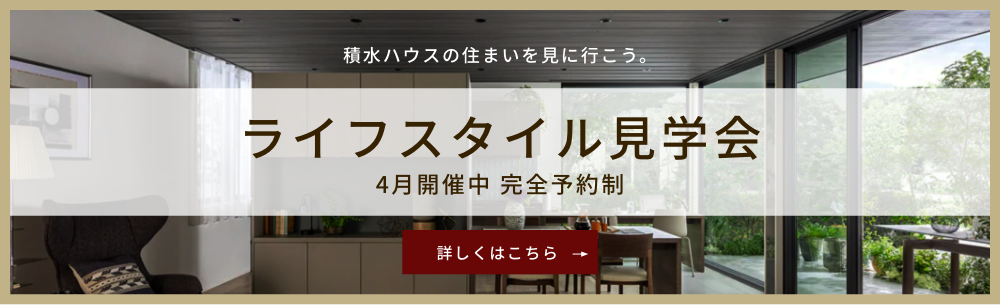 積水ハウスの住まいを見に行こう。
ライフスタイル見学会
4月開催中 完全予約制
詳しくはこちら →